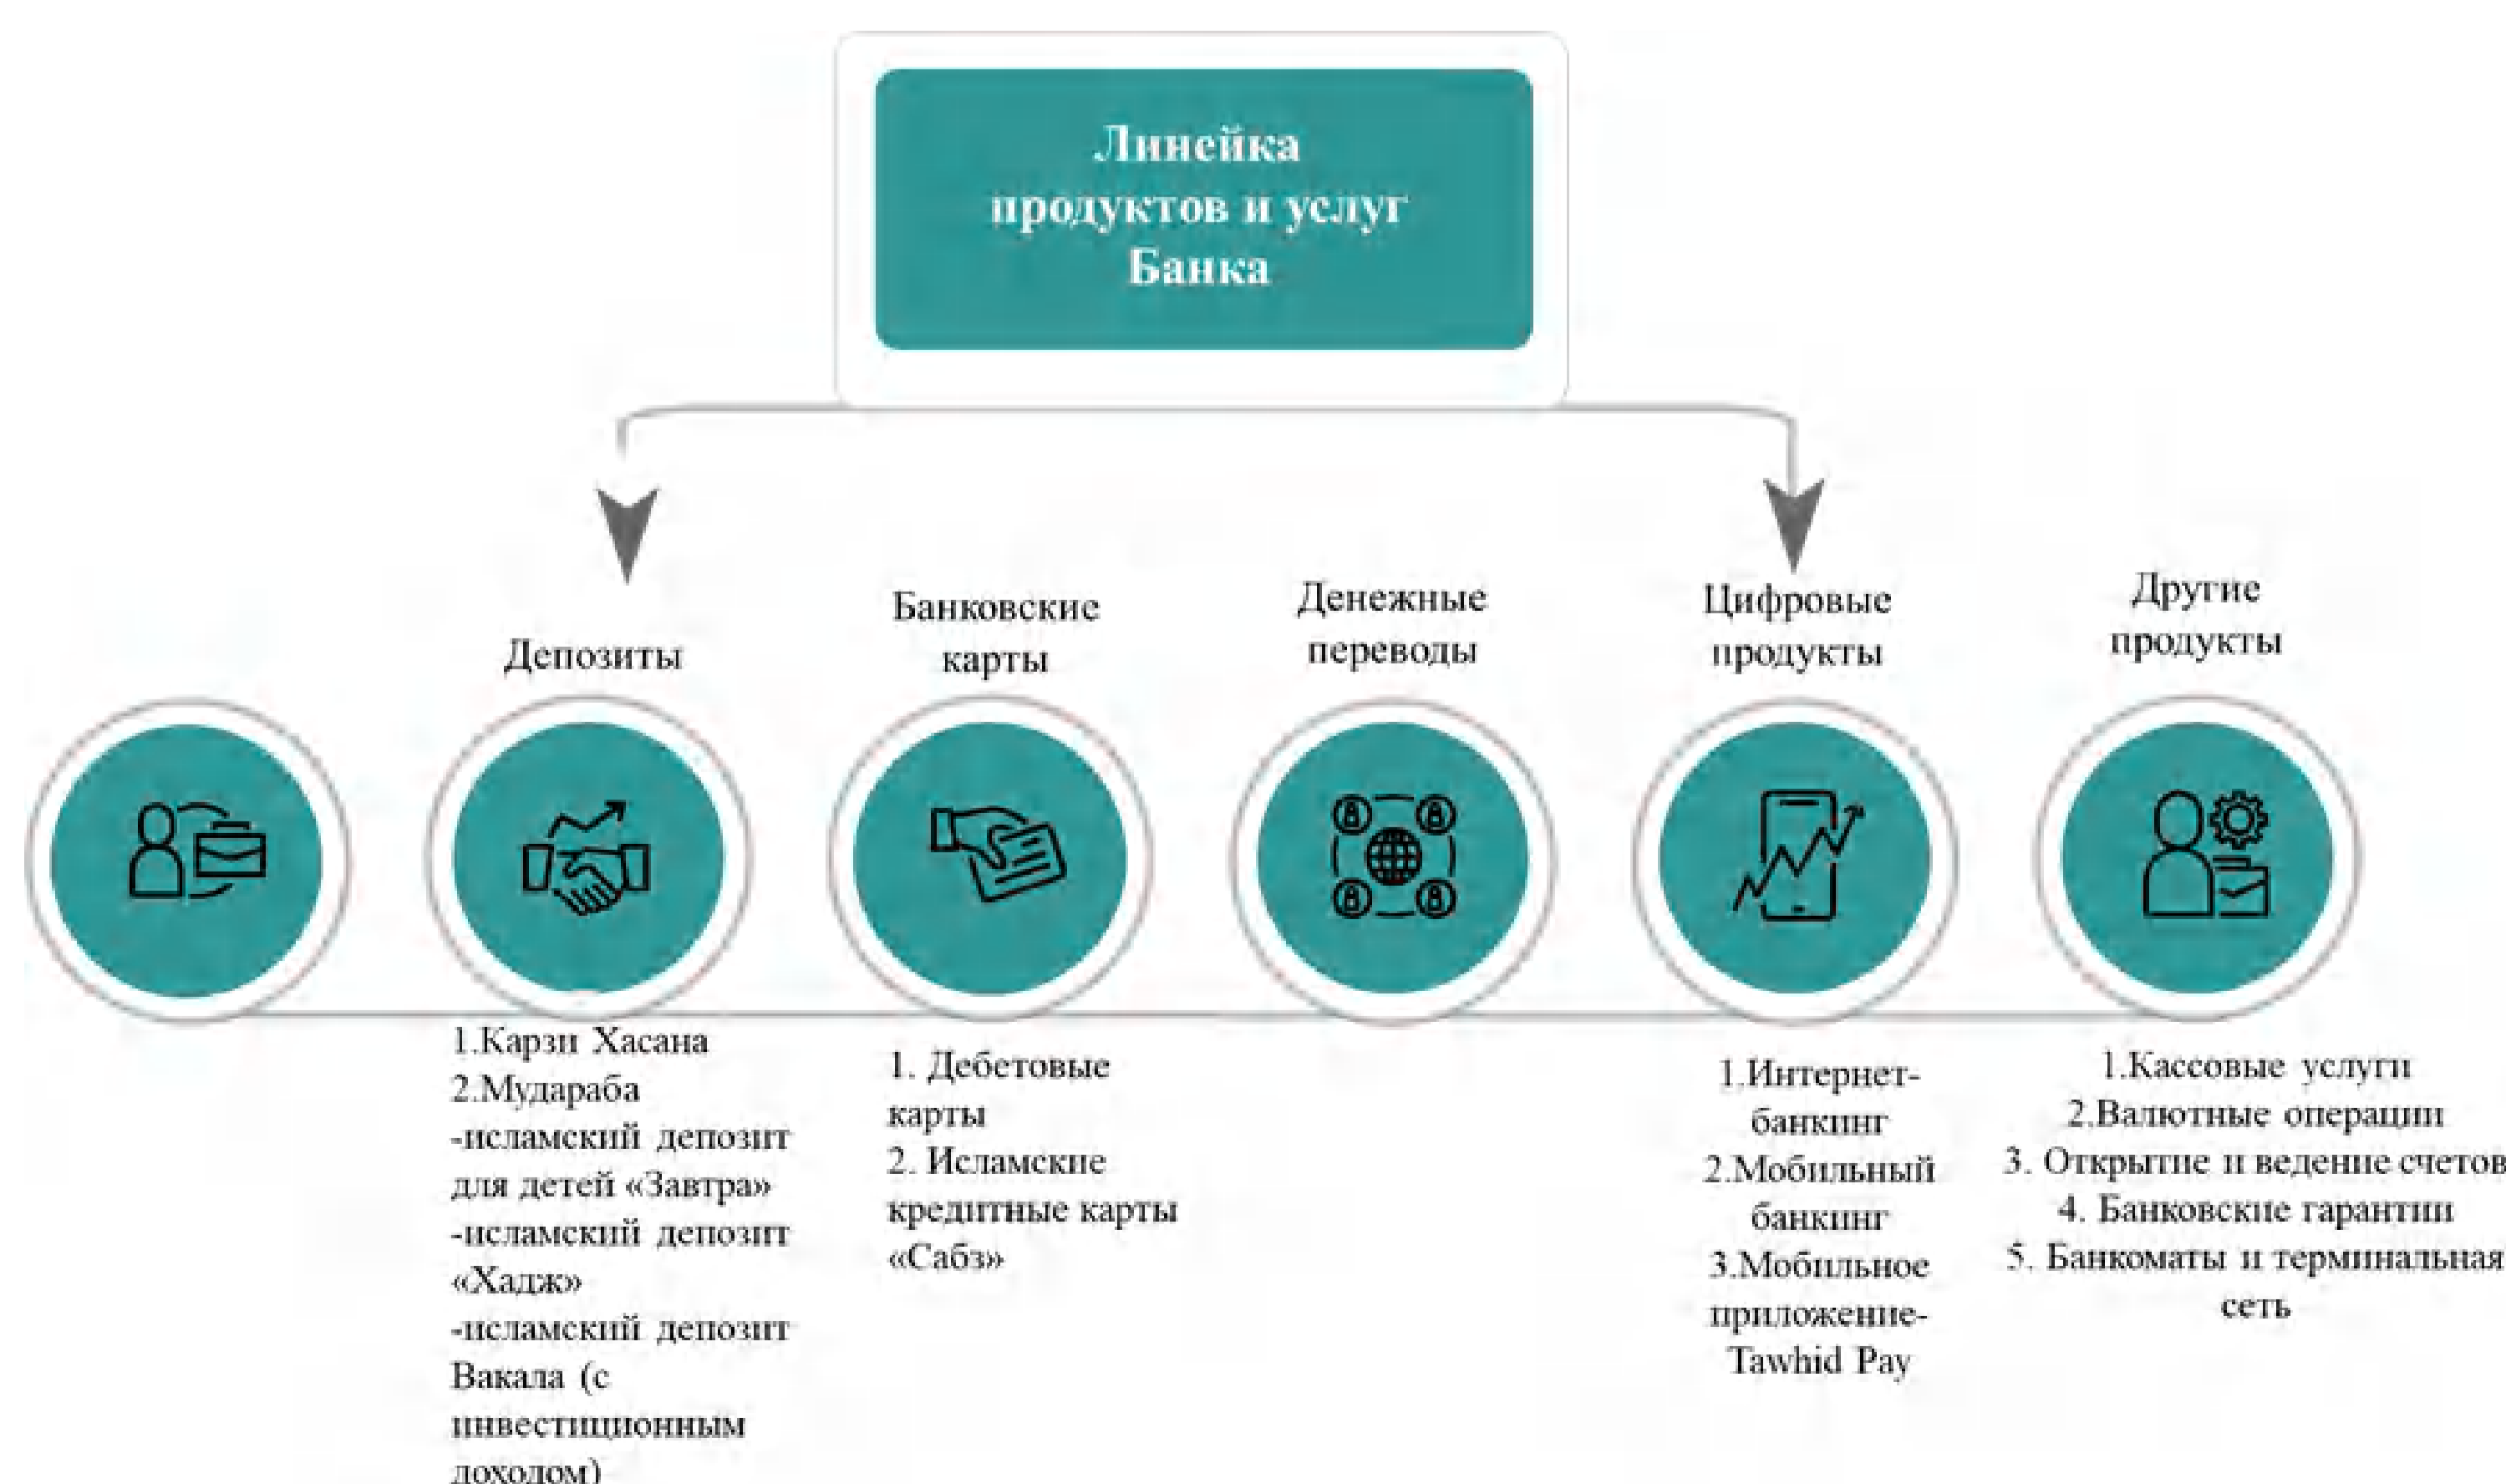 Линейка
продуктов и услуг
Банка
Депозиты
Банковские
карты
Денежные
переводы
Цифровые
продукты
Другие
продукты
1.Карзи Хасана
2.Мудараба
-исламский депозит
для детей «Завтра»
-исламский депозит
«Хадж»
-исламский депозит
Вакала (с
инвестиционным
доходом)
1. Дебетовые
карты
2. Исламские
кредитные карты
«Сабз»
1.Интернет-
банкинг
2.Мобильный
банкинг
3.Мобильное
приложение-
Tawhid Pay
1.Кассовые услуги
2.Валютные операции
3. Открытие и ведение счетов
4. Банковские гарантии
5. Банкоматы и терминальная
сеть